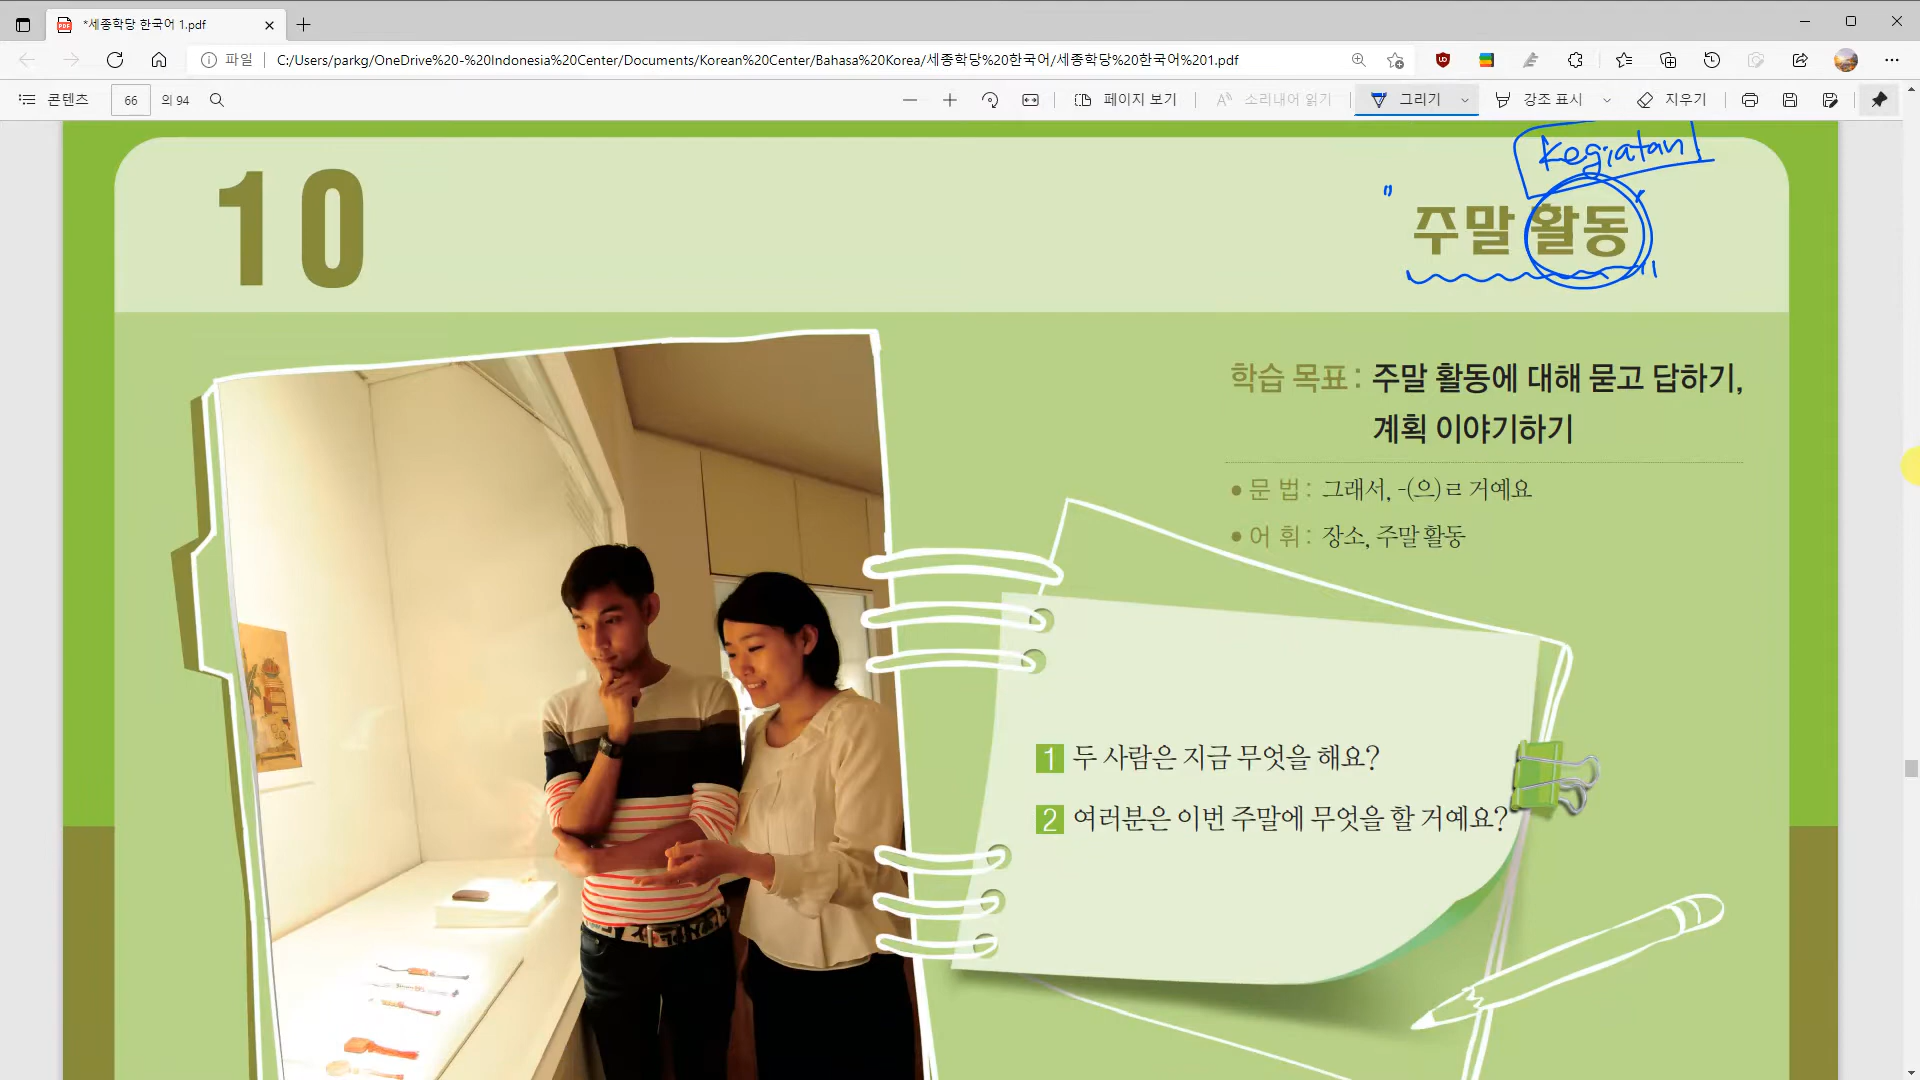 *세종학당 한국어 1.pdf
파일
C:/Users/parkg/OneDrive%20-%20Indonesia%20Center/Documents/Korean%20Center/Bahasa%20Korea/세종학당%20한국어/세종학당%20한국어%201.pdf
콘텐츠
66
의 94
페이지 보기
소리내어 읽기
그리기
강조 표시
지우기
Kegiatan
10
주말 활동
학습 목표 : 주말 활동에 대해 묻고 답하기,
계획 이야기하기
• 문 법 : 그래서, -(으)ㄹ 거예요
• 어 휘 : 장소, 주말 활동
1 두 사람은 지금 무엇을 해요?
2 여러분은 이번 주말에 무엇을 할 거예요?